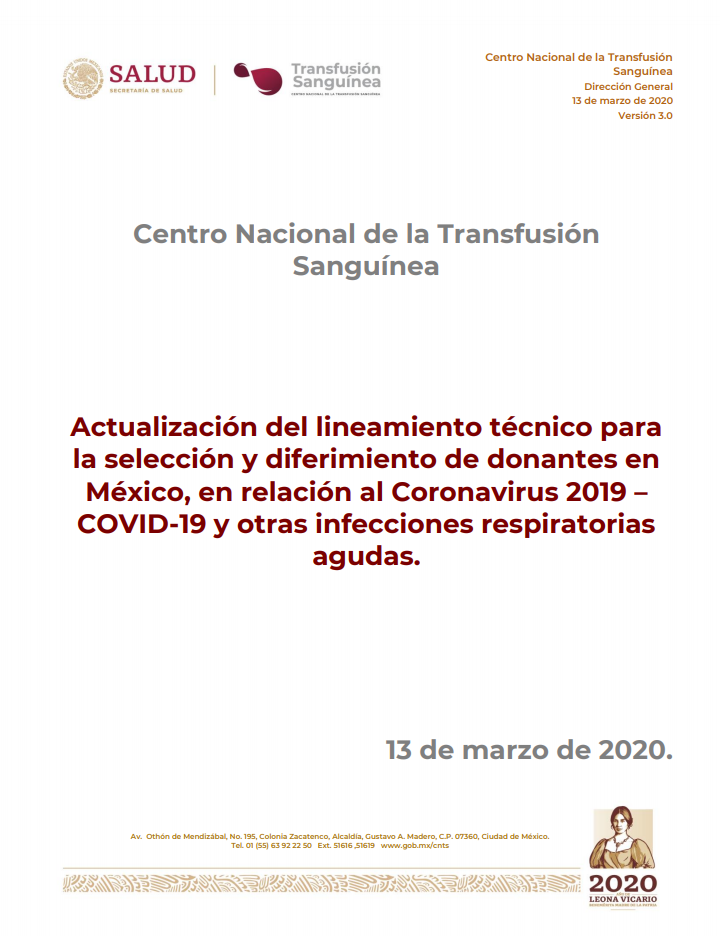 SALUD
SECRETARÍA DE SALUD
Transfusión
Sanguínea
CENTRO NACIONAL DE LA TRANSFUSIÓN SANGUÍNEA
Centro Nacional de la Transfusión
Sanguínea
Dirección General
13 de marzo de 2020
Versión 3.0
Centro Nacional de la Transfusión
Sanguínea
Actualización del lineamiento técnico para
la selección y diferimiento de donantes en
México, en relación al Coronavirus 2019 –
COVID-19 y otras infecciones respiratorias
agudas.
13 de marzo de 2020.
Av. Othón de Mendizábal, No. 195, Colonia Zacatenco, Alcaldía, Gustavo A. Madero, C.P. 07360, Ciudad de México.
Tel. 01 (55) 63 92 22 50 Ext. 51616 ,51619 www.gob.mx/cnts
2020
LEONA VICARIO
BENEMÉRITA MADRE DE LA PATRIA